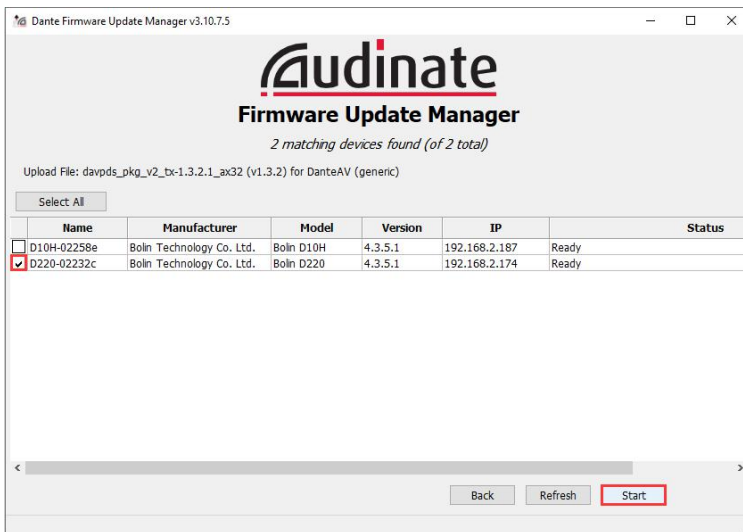 Dante Firmware Update Manager v3.10.7.5
Audinate
Firmware Update Manager
2 matching devices found (of 2 total)
Upload File: davpds_pkg_v2_tx-1.3.2.1_ax32 (v1.3.2) for DanteAV (generic)
Select All
Name Manufacturer Model Version IP Status
D10H-02258e Bolin Technology Co. Ltd. Bolin D10H 4.3.5.1 192.168.2.187 Ready
D220-02232c Bolin Technology Co. Ltd. Bolin D220 4.3.5.1 192.168.2.174 Ready
Back Refresh Start